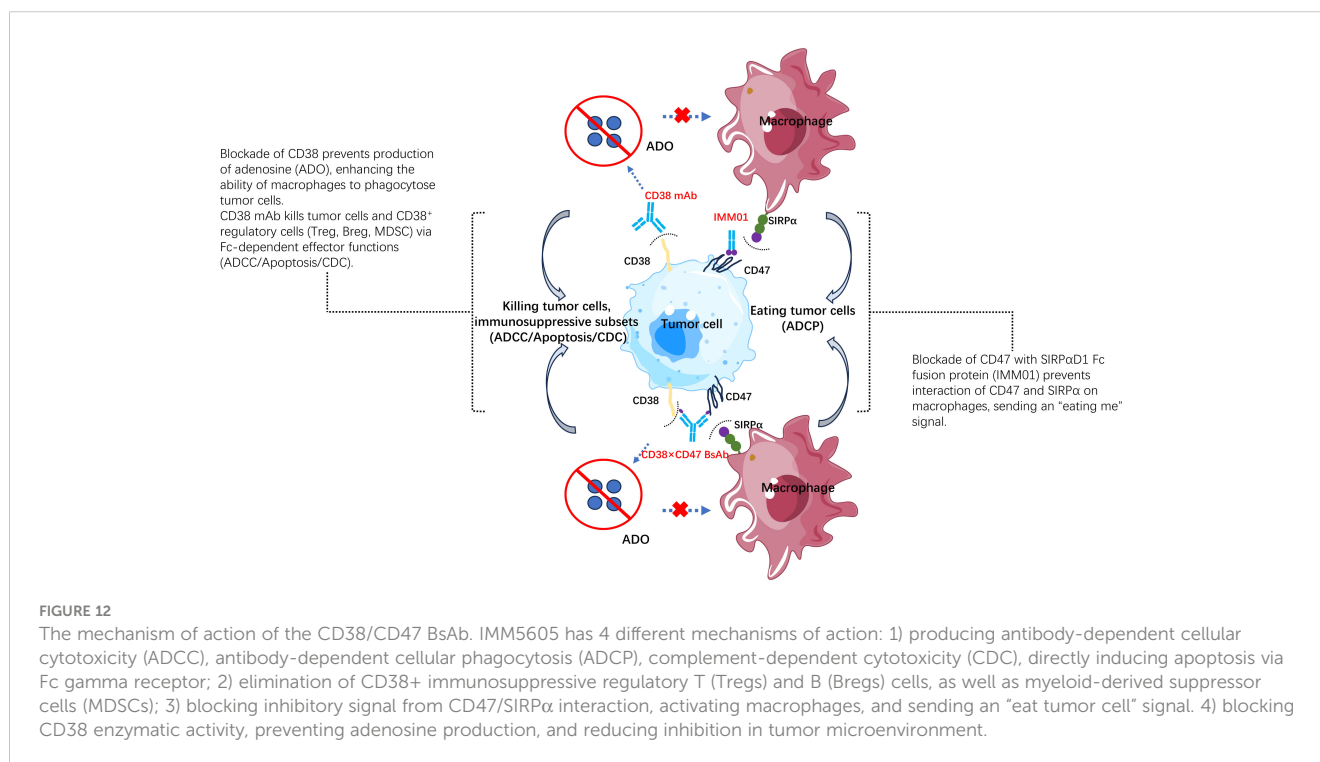 Macrophage
ADO
Blockade of CD38 prevents production
of adenosine (ADO), enhancing the
ability of macrophages to phagocytose
tumor cells.
CD38 mAb kills tumor cells and CD38⁺
regulatory cells (Treg, Breg, MDSC) via
Fc-dependent effector functions
(ADCC/Apoptosis/CDC).
CD38 mAb
IMM01
SIRPα
CD38
CD47
Killing tumor cells,
immunosuppressive subsets
(ADCC/Apoptosis/CDC)
Tumor cell
Eating tumor cells
(ADCP)
Blockade of CD47 with SIRPαD1 Fc
fusion protein (IMM01) prevents
interaction of CD47 and SIRPα on
macrophages, sending an “eating me”
signal.
CD38
CD47
SIRPα
CD38×CD47 BsAb
Macrophage
ADO
FIGURE 12
The mechanism of action of the CD38/CD47 BsAb. IMM5605 has 4 different mechanisms of action: 1) producing antibody-dependent cellular
cytotoxicity (ADCC), antibody-dependent cellular phagocytosis (ADCP), complement-dependent cytotoxicity (CDC), directly inducing apoptosis via
Fc gamma receptor; 2) elimination of CD38+ immunosuppressive regulatory T (Tregs) and B (Bregs) cells, as well as myeloid-derived suppressor
cells (MDSCs); 3) blocking inhibitory signal from CD47/SIRPα interaction, activating macrophages, and sending an “eat tumor cell” signal. 4) blocking
CD38 enzymatic activity, preventing adenosine production, and reducing inhibition in tumor microenvironment.